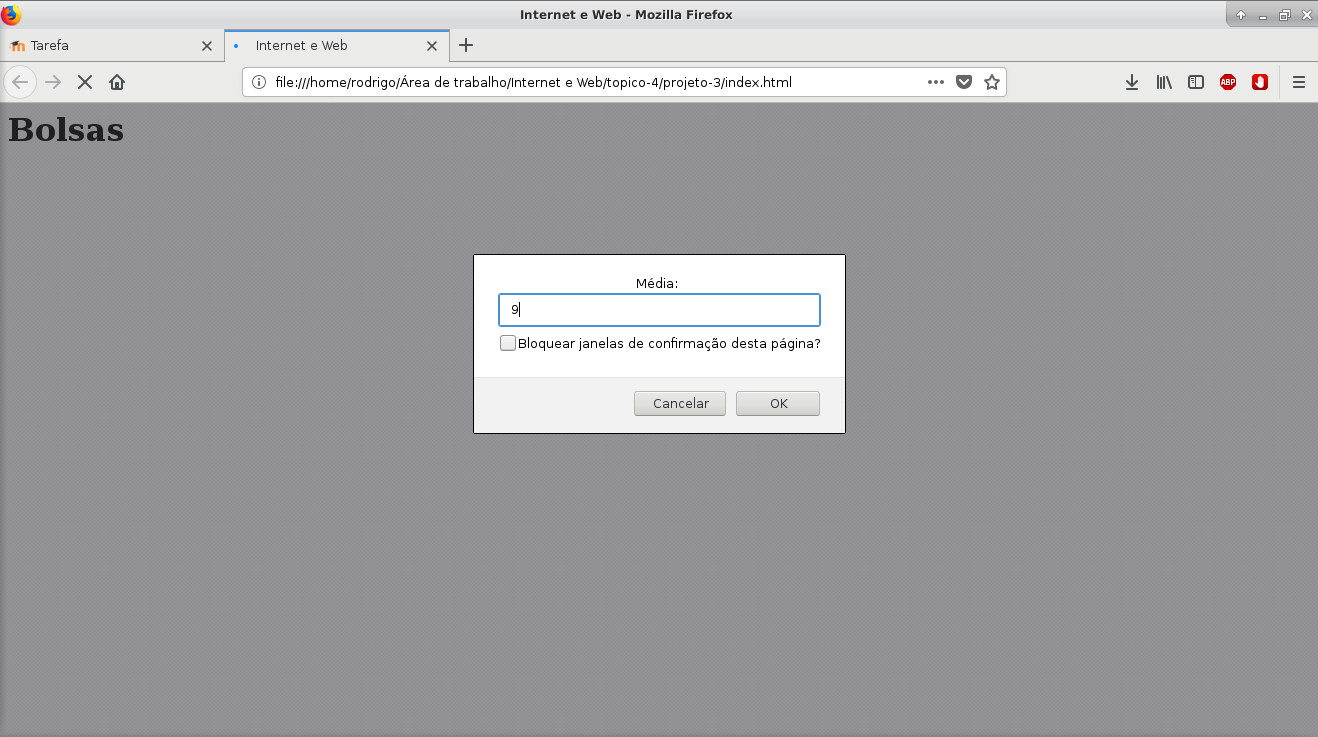 Internet e Web - Mozilla Firefox
Tarefa
Internet e Web
file:///home/rodrigo/Área de trabalho/Internet e Web/topico-4/projeto-3/index.html
ABP
Bolsas
Média:
9
Bloquear janelas de confirmação desta página?
Cancelar
OK